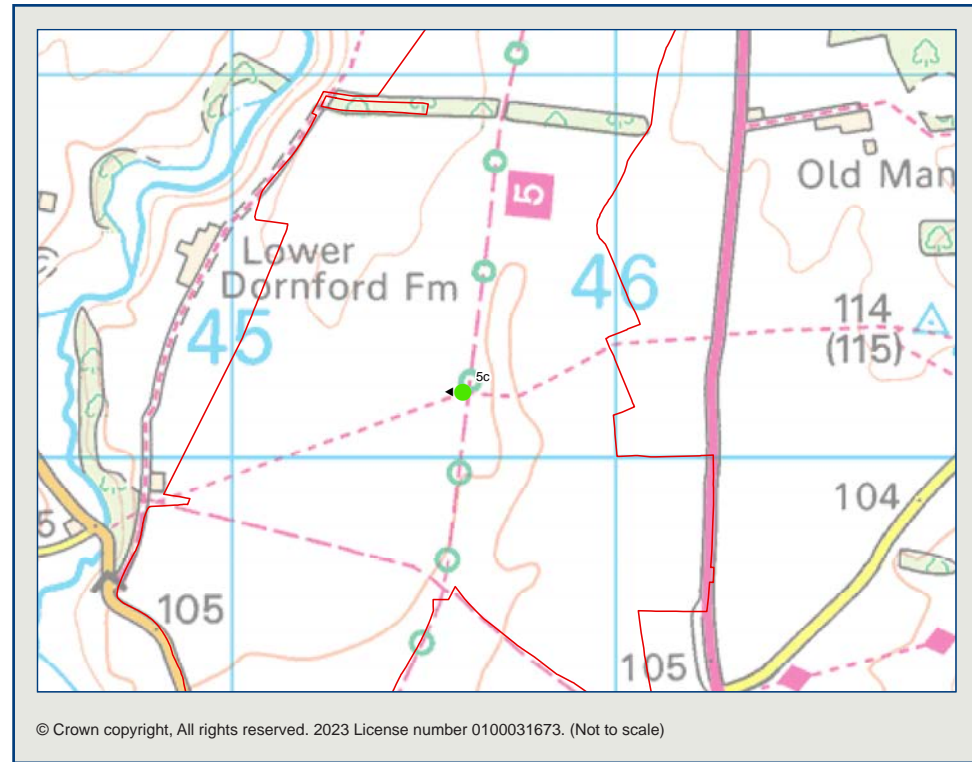 5
Old Man
Lower
Dornford Fm
46
45
114
(115)
5c
104
5
105
105
© Crown copyright, All rights reserved. 2023 License number 0100031673. (Not to scale)